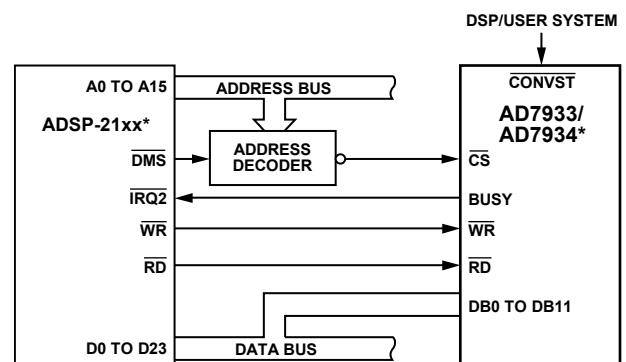 DSP/USER SYSTEM
A0 TO A15
ADDRESS BUS
CONVST
ADSP-21xx*
AD7933/
AD7934*
DMS
ADDRESS
DECODER
CS
IRQ2
BUSY
WR
WR
RD
RD
DB0 TO DB11
D0 TO D23
DATA BUS